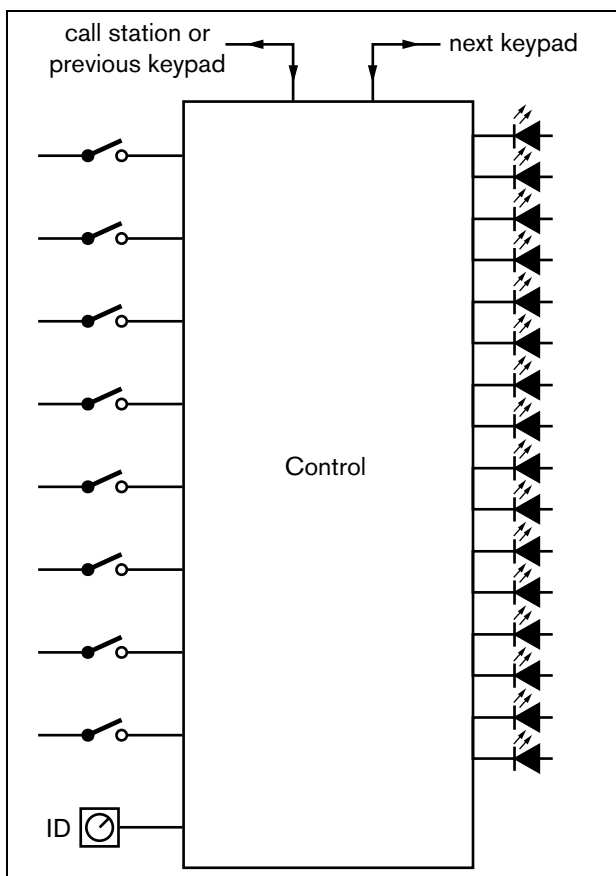 call station or
previous keypad
next keypad
Control
ID